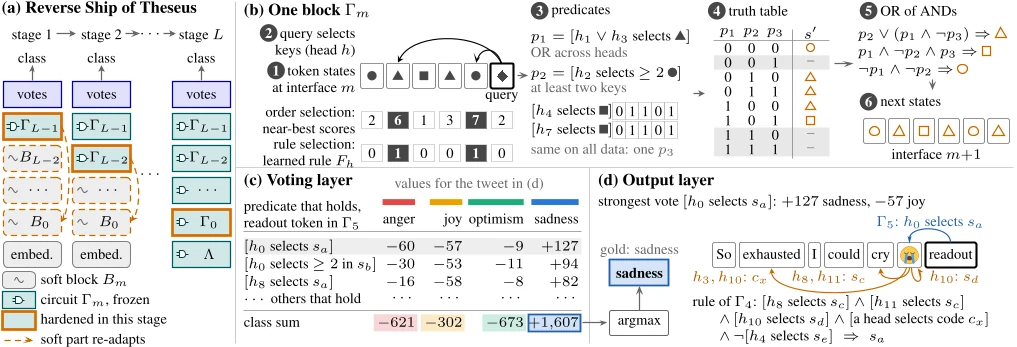 (a) Reverse Ship of Theseus
stage 1 → stage 2 ⋯→ stage L
class class class
votes votes votes
Γ_{L−1} Γ_{L−1} Γ_{L−1}
B_{L−2} Γ_{L−2} Γ_{L−2}
⋯ ⋯ ⋯ ⋯
B_0 B_0 Γ_0
embed. embed. Λ
soft block B_m
circuit Γ_m, frozen
hardened in this stage
soft part re-adapts
(b) One block Γ_m
2 query selects
keys (head h)
1 token states
at interface m
query
order selection:
near-best scores
2 6 1 3 7 2
rule selection:
learned rule F_h
0 1 0 0 1 0
3 predicates
p_1 = [h_1 ∨ h_3 selects ▲]
OR across heads
p_2 = [h_2 selects ≥ 2 ●]
at least two keys
[h_4 selects ■] 0 1 1 0 1
[h_7 selects ■] 0 1 1 0 1
same on all data: one p_3
4 truth table
p_1 p_2 p_3 s′
0 0 0 ○
0 0 1 −
0 1 0 △
0 1 1 △
1 0 0 △
1 0 1 □
1 1 0 −
1 1 1 −
5 OR of ANDs
p_2 ∨ (p_1 ∧ ¬p_3) ⇒ △
p_1 ∧ ¬p_2 ∧ p_3 ⇒ □
¬p_1 ∧ ¬p_2 ⇒ ○
6 next states
interface m+1
(c) Voting layer
values for the tweet in (d)
predicate that holds,
readout token in Γ_5
anger joy optimism sadness
[h_0 selects s_a] −60 −57 −9 +127
[h_0 selects ≥ 2 in s_b] −30 −53 −11 +94
[h_8 selects s_a] −16 −58 −8 +82
⋯ others that hold ⋯ ⋯ ⋯ ⋯
class sum −621 −302 −673 +1,607
gold: sadness
sadness
argmax
(d) Output layer
strongest vote [h_0 selects s_a]: +127 sadness, −57 joy
Γ_5: h_0 selects s_a
So exhausted I could cry 😭 readout
h_3, h_10: c_x h_8, h_11: s_c h_10: s_d
rule of Γ_4: [h_8 selects s_c] ∧ [h_11 selects s_c]
∧ [h_10 selects s_d] ∧ [a head selects code c_x]
∧ ¬[h_4 selects s_e] ⇒ s_a